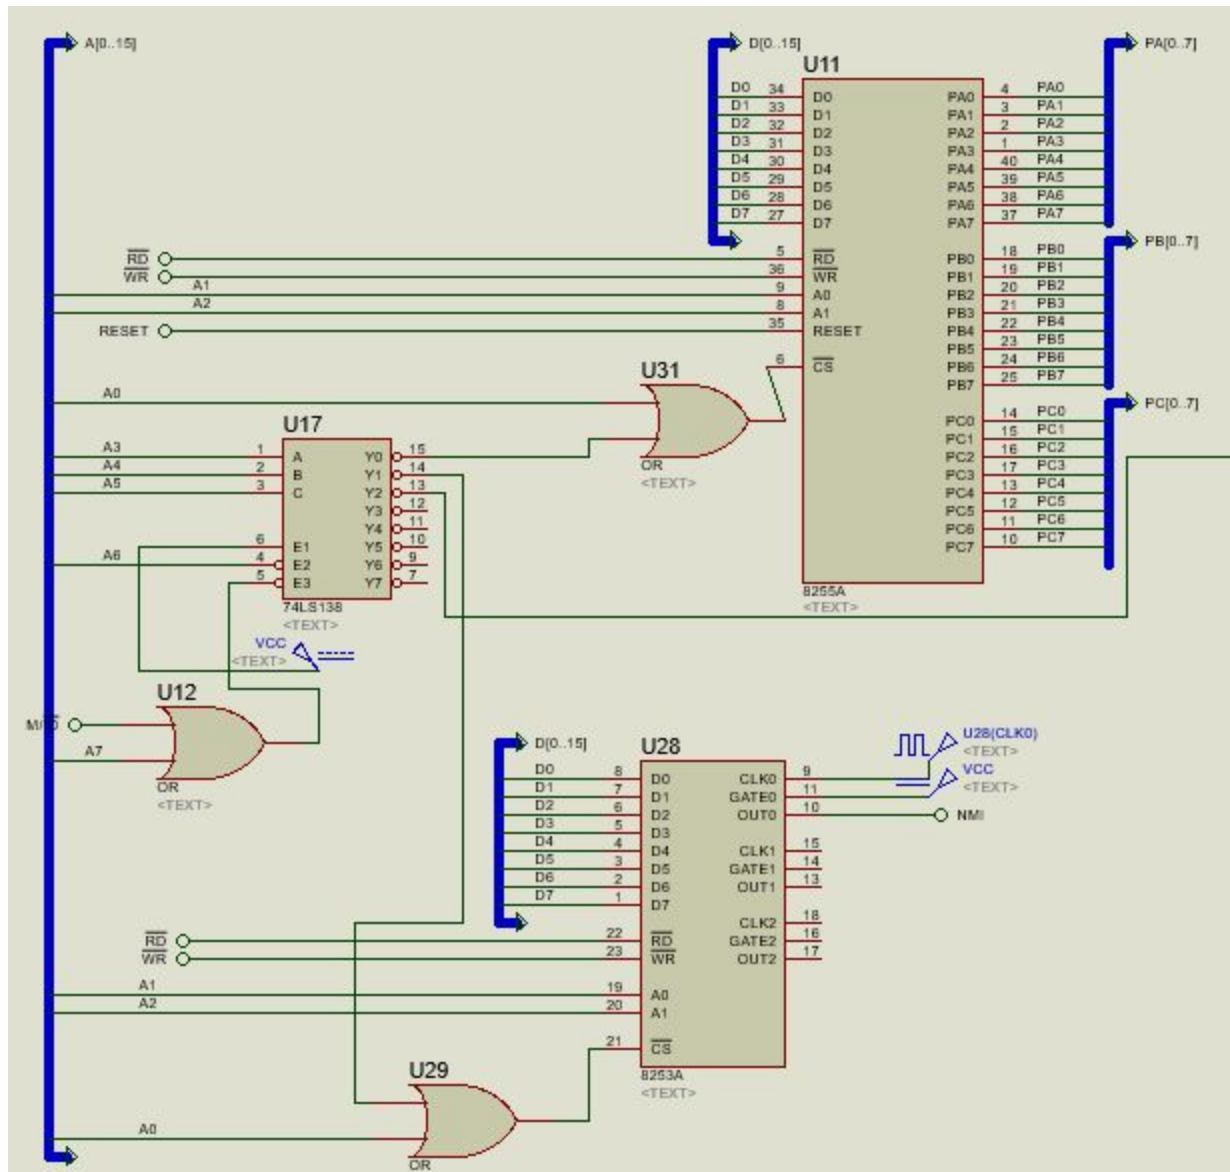 A[0..15]
D[0..15]
PA[0..7]
U11
D0 34 D0 PA0 4 PA0
D1 33 D1 PA1 3 PA1
D2 32 D2 PA2 2 PA2
D3 31 D3 PA3 1 PA3
D4 30 D4 PA4 40 PA4
D5 29 D5 PA5 39 PA5
D6 28 D6 PA6 38 PA6
D7 27 D7 PA7 37 PA7
PB[0..7]
RD 5 RD PB0 18 PB0
WR 36 WR PB1 19 PB1
A1 9 A0 PB2 20 PB2
A2 8 A1 PB3 21 PB3
RESET 35 RESET PB4 22 PB4
PB5 23 PB5
6 CS PB6 24 PB6
PB7 25 PB7
U31
A0
PC[0..7]
PC0 14 PC0
PC1 15 PC1
PC2 16 PC2
PC3 17 PC3
PC4 13 PC4
PC5 12 PC5
PC6 11 PC6
PC7 10 PC7
OR
<TEXT>
U17
A3 1 A Y0 15
A4 2 B Y1 14
A5 3 C Y2 13
Y3 12
Y4 11
6 E1 Y5 10
A6 4 E2 Y6 9
5 E3 Y7 7
74LS138
<TEXT>
8255A
<TEXT>
VCC
<TEXT>
U12
A7
OR
<TEXT>
D[0..15]
U28
U28(CLK0)
<TEXT>
VCC
<TEXT>
D0 8 D0 CLK0 9
D1 7 D1 GATE0 11
D2 6 D2 OUT0 10 NMI
D3 5 D3
D4 4 D4 CLK1 15
D5 3 D5 GATE1 14
D6 2 D6 OUT1 13
D7 1 D7
CLK2 18
RD 22 RD GATE2 16
WR 23 WR OUT2 17
A1 19 A0
A2 20 A1
21 CS
8253A
<TEXT>
U29
A0
OR